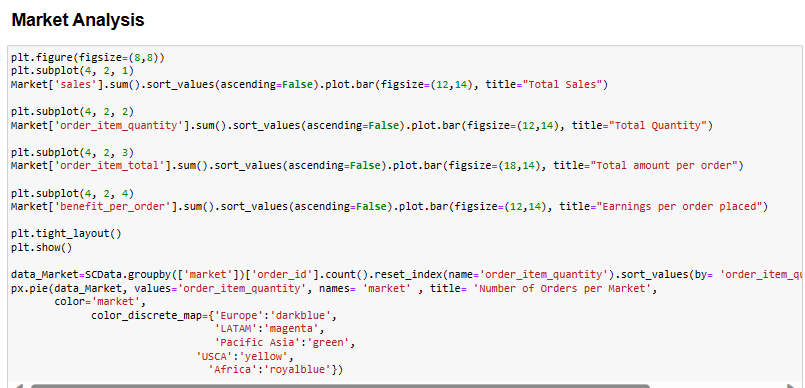 Market Analysis
plt.figure(figsize=(8,8))
plt.subplot(4, 2, 1)
Market['sales'].sum().sort_values(ascending=False).plot.bar(figsize=(12,14), title="Total Sales")
plt.subplot(4, 2, 2)
Market['order_item_quantity'].sum().sort_values(ascending=False).plot.bar(figsize=(12,14), title="Total Quantity")
plt.subplot(4, 2, 3)
Market['order_item_total'].sum().sort_values(ascending=False).plot.bar(figsize=(18,14), title="Total amount per order")
plt.subplot(4, 2, 4)
Market['benefit_per_order'].sum().sort_values(ascending=False).plot.bar(figsize=(12,14), title="Earnings per order placed")
plt.tight_layout()
plt.show()
data_Market=SCData.groupby(['market'])['order_id'].count().reset_index(name='order_item_quantity').sort_values(by= 'order_item_qu
px.pie(data_Market, values='order_item_quantity', names= 'market' , title= 'Number of Orders per Market',
color='market',
color_discrete_map={'Europe':'darkblue',
'LATAM':'magenta',
'Pacific Asia':'green',
'USCA':'yellow',
'Africa':'royalblue'})